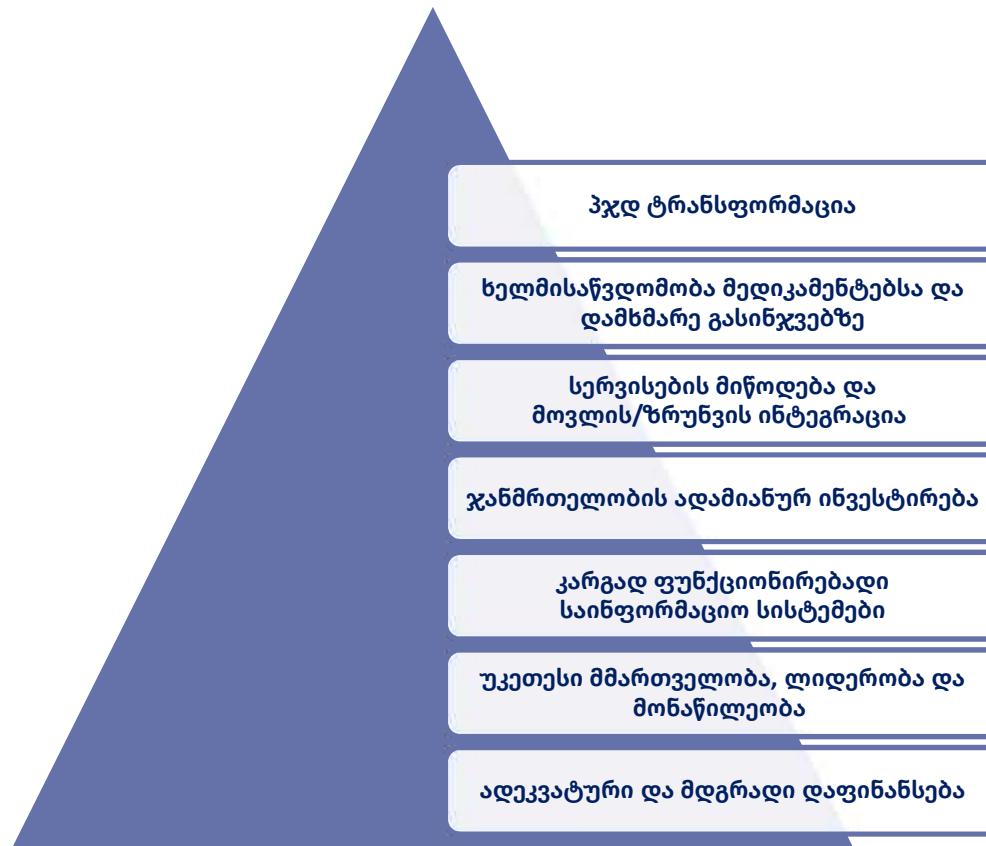 პჯდ ტრანსფორმაცია
ხელმისაწვდომობა მედიკამენტებსა და
დამხმარე გასინჯვებზე
სერვისების მიწოდება და
მოვლის/ზრუნვის ინტეგრაცია
ჯანმრთელობის ადამიანურ ინვესტირება
კარგად ფუნქციონირებადი
საინფორმაციო სისტემები
უკეთესი მმართველობა, ლიდერობა და
მონაწილეობა
ადეკვატური და მდგრადი დაფინანსება